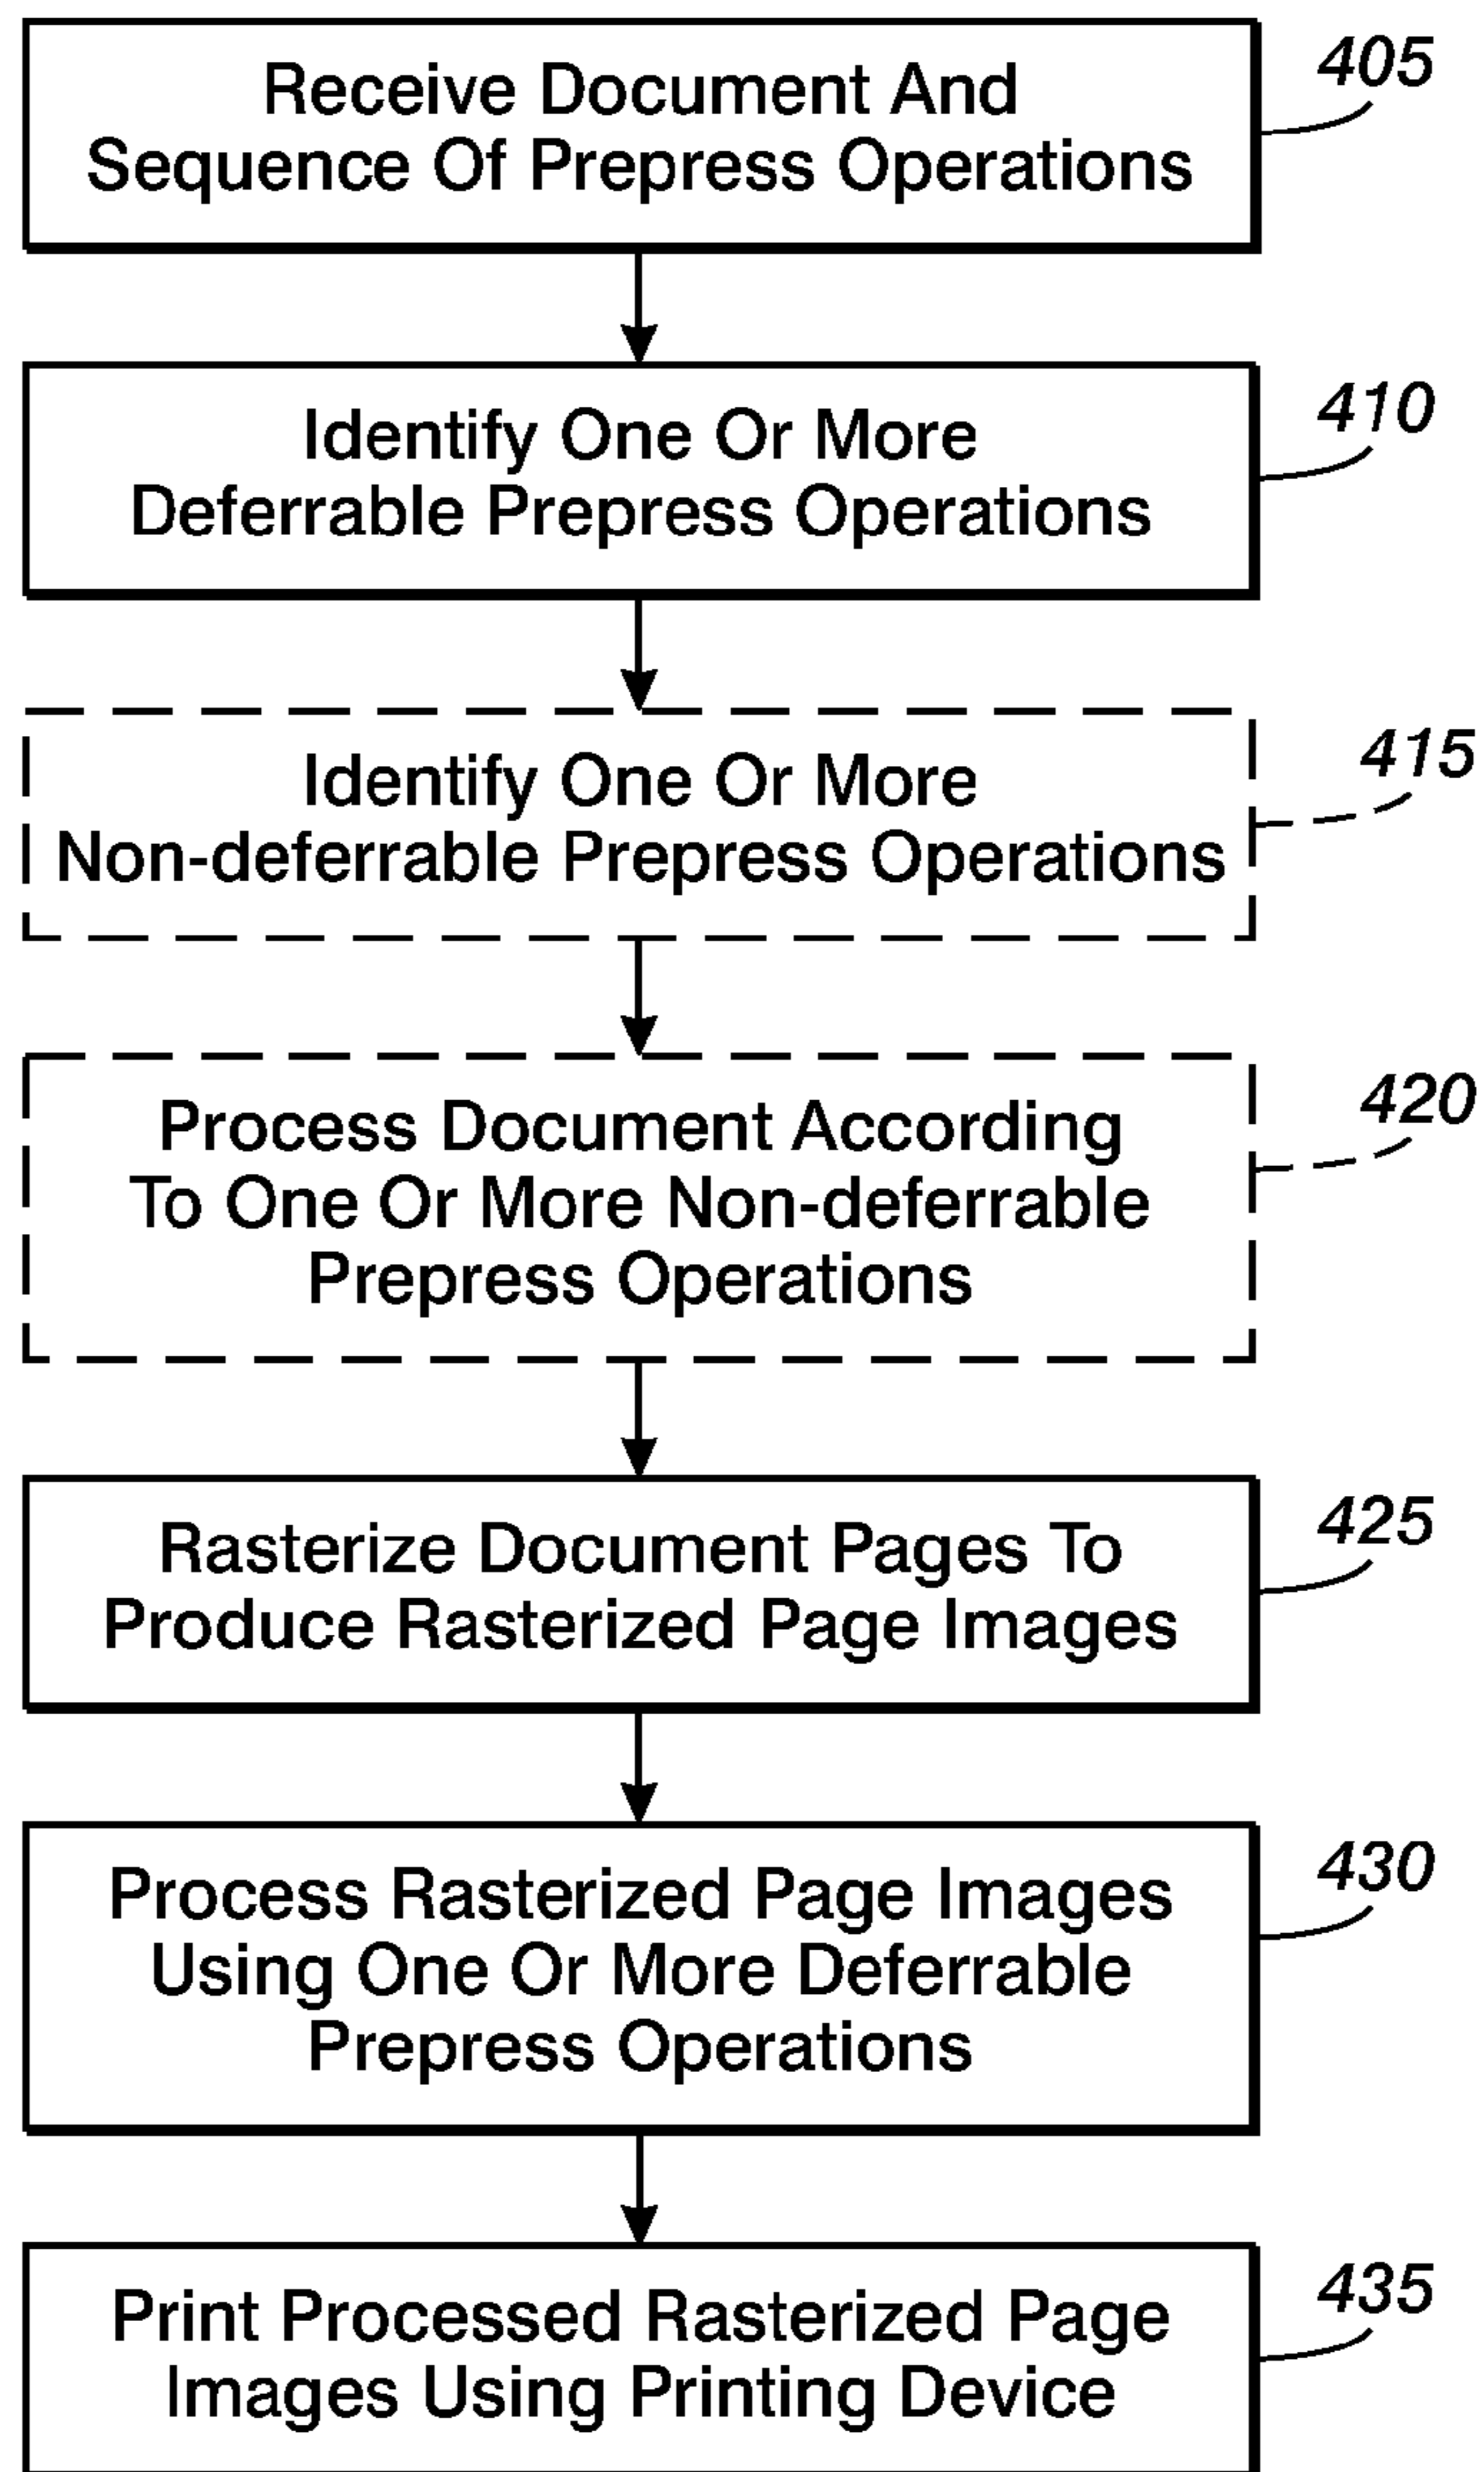 Receive Document And
Sequence Of Prepress Operations
405
Identify One Or More
Deferrable Prepress Operations
410
Identify One Or More
Non-deferrable Prepress Operations
415
Process Document According
To One Or More Non-deferrable
Prepress Operations
420
Rasterize Document Pages To
Produce Rasterized Page Images
425
Process Rasterized Page Images
Using One Or More Deferrable
Prepress Operations
430
Print Processed Rasterized Page
Images Using Printing Device
435